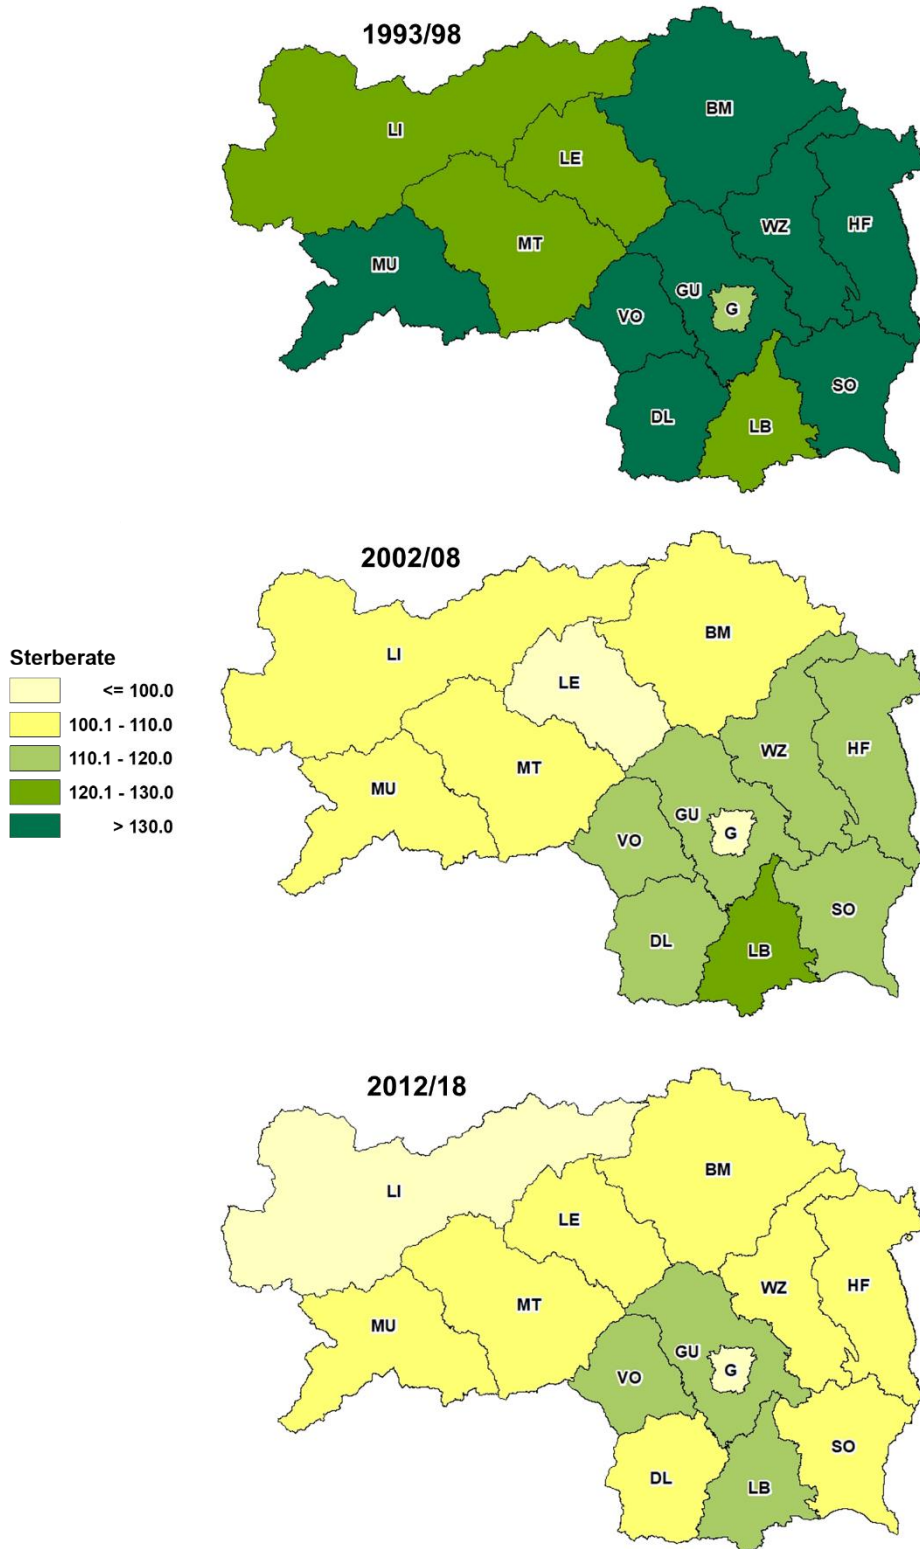 1993/98
BM
LI
LE
WZ
HF
MT
MU
GU
G
VO
SO
DL
LB
2002/08
BM
LI
LE
WZ
HF
MT
MU
GU
G
VO
SO
DL
LB
Sterberate
<= 100.0
100.1 - 110.0
110.1 - 120.0
120.1 - 130.0
> 130.0
2012/18
BM
LI
LE
WZ
HF
MT
MU
GU
G
VO
SO
DL
LB